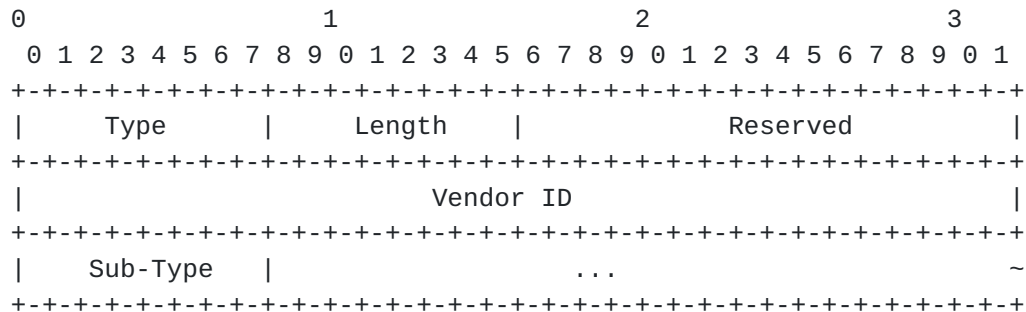 0                   1                   2                   3
 0 1 2 3 4 5 6 7 8 9 0 1 2 3 4 5 6 7 8 9 0 1 2 3 4 5 6 7 8 9 0 1
+-+-+-+-+-+-+-+-+-+-+-+-+-+-+-+-+-+-+-+-+-+-+-+-+-+-+-+-+-+-+-+-+
|     Type      |     Length    |             Reserved          |
+-+-+-+-+-+-+-+-+-+-+-+-+-+-+-+-+-+-+-+-+-+-+-+-+-+-+-+-+-+-+-+-+
|                          Vendor ID                            |
+-+-+-+-+-+-+-+-+-+-+-+-+-+-+-+-+-+-+-+-+-+-+-+-+-+-+-+-+-+-+-+-+
|    Sub-Type   |                   ...                         ~
+-+-+-+-+-+-+-+-+-+-+-+-+-+-+-+-+-+-+-+-+-+-+-+-+-+-+-+-+-+-+-+-+